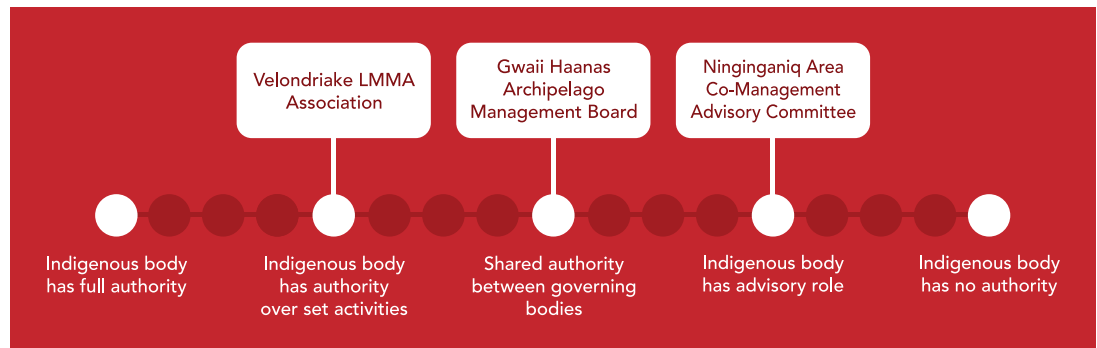 Velondriake LMMA
Association
Gwaii Haanas
Archipelago
Management Board
Ninginganiq Area
Co-Management
Advisory Committee
Indigenous body
has full authority
Indigenous body
has authority
over set activities
Shared authority
between governing
bodies
Indigenous body
has advisory role
Indigenous body
has no authority